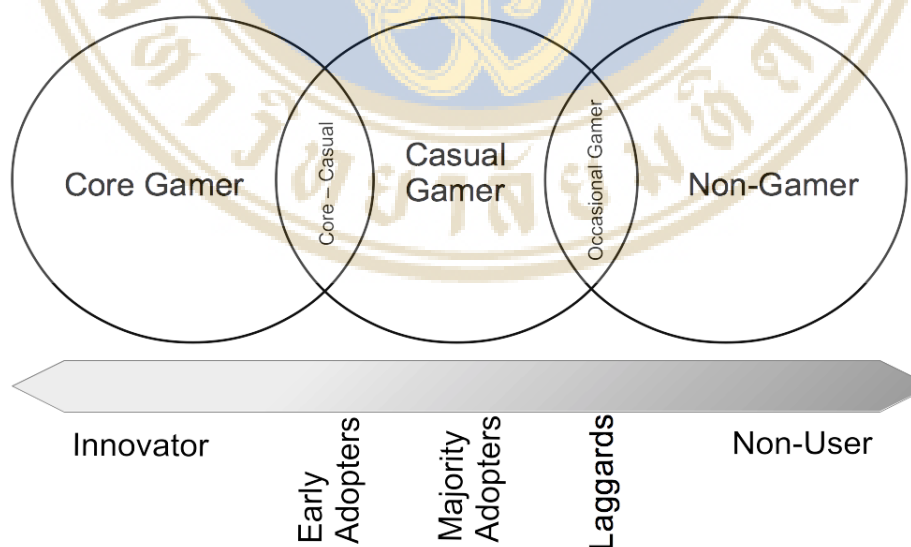 Core Gamer
Core – Casual
Casual
Gamer
Occasional Gamer
Non-Gamer
Innovator
Early
Adopters
Majority
Adopters
Laggards
Non-User